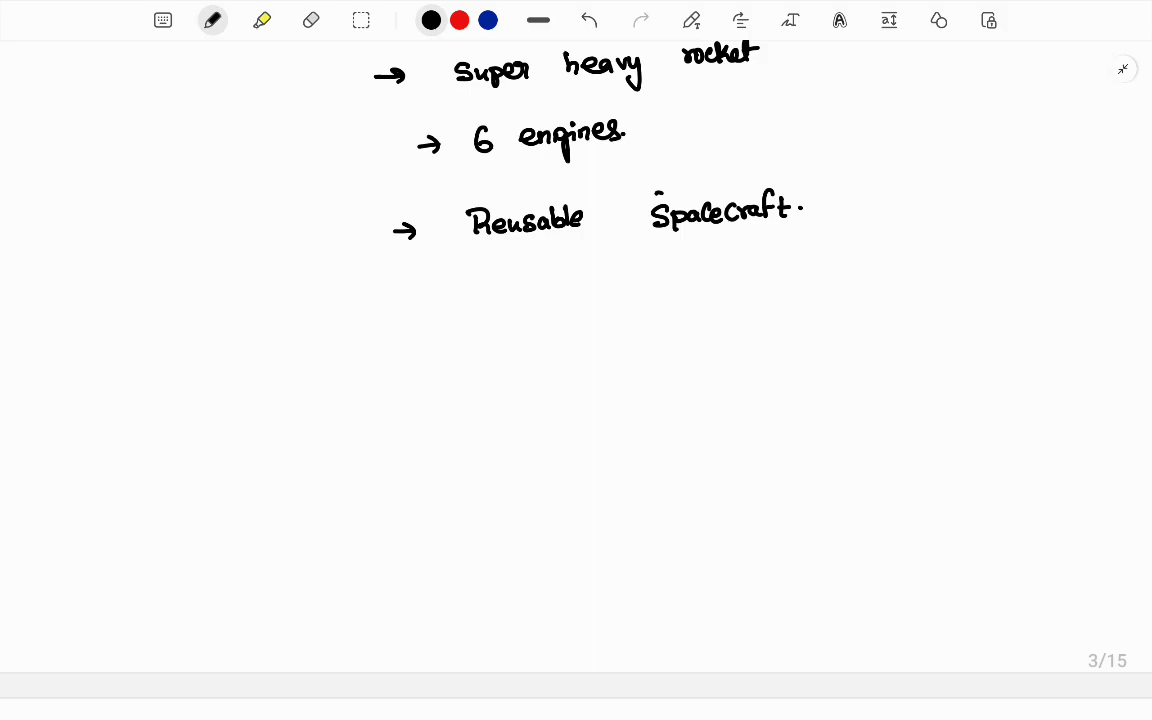 → Super heavy rocket
→ 6 engines.
→ Reusable Spacecraft.
3/15